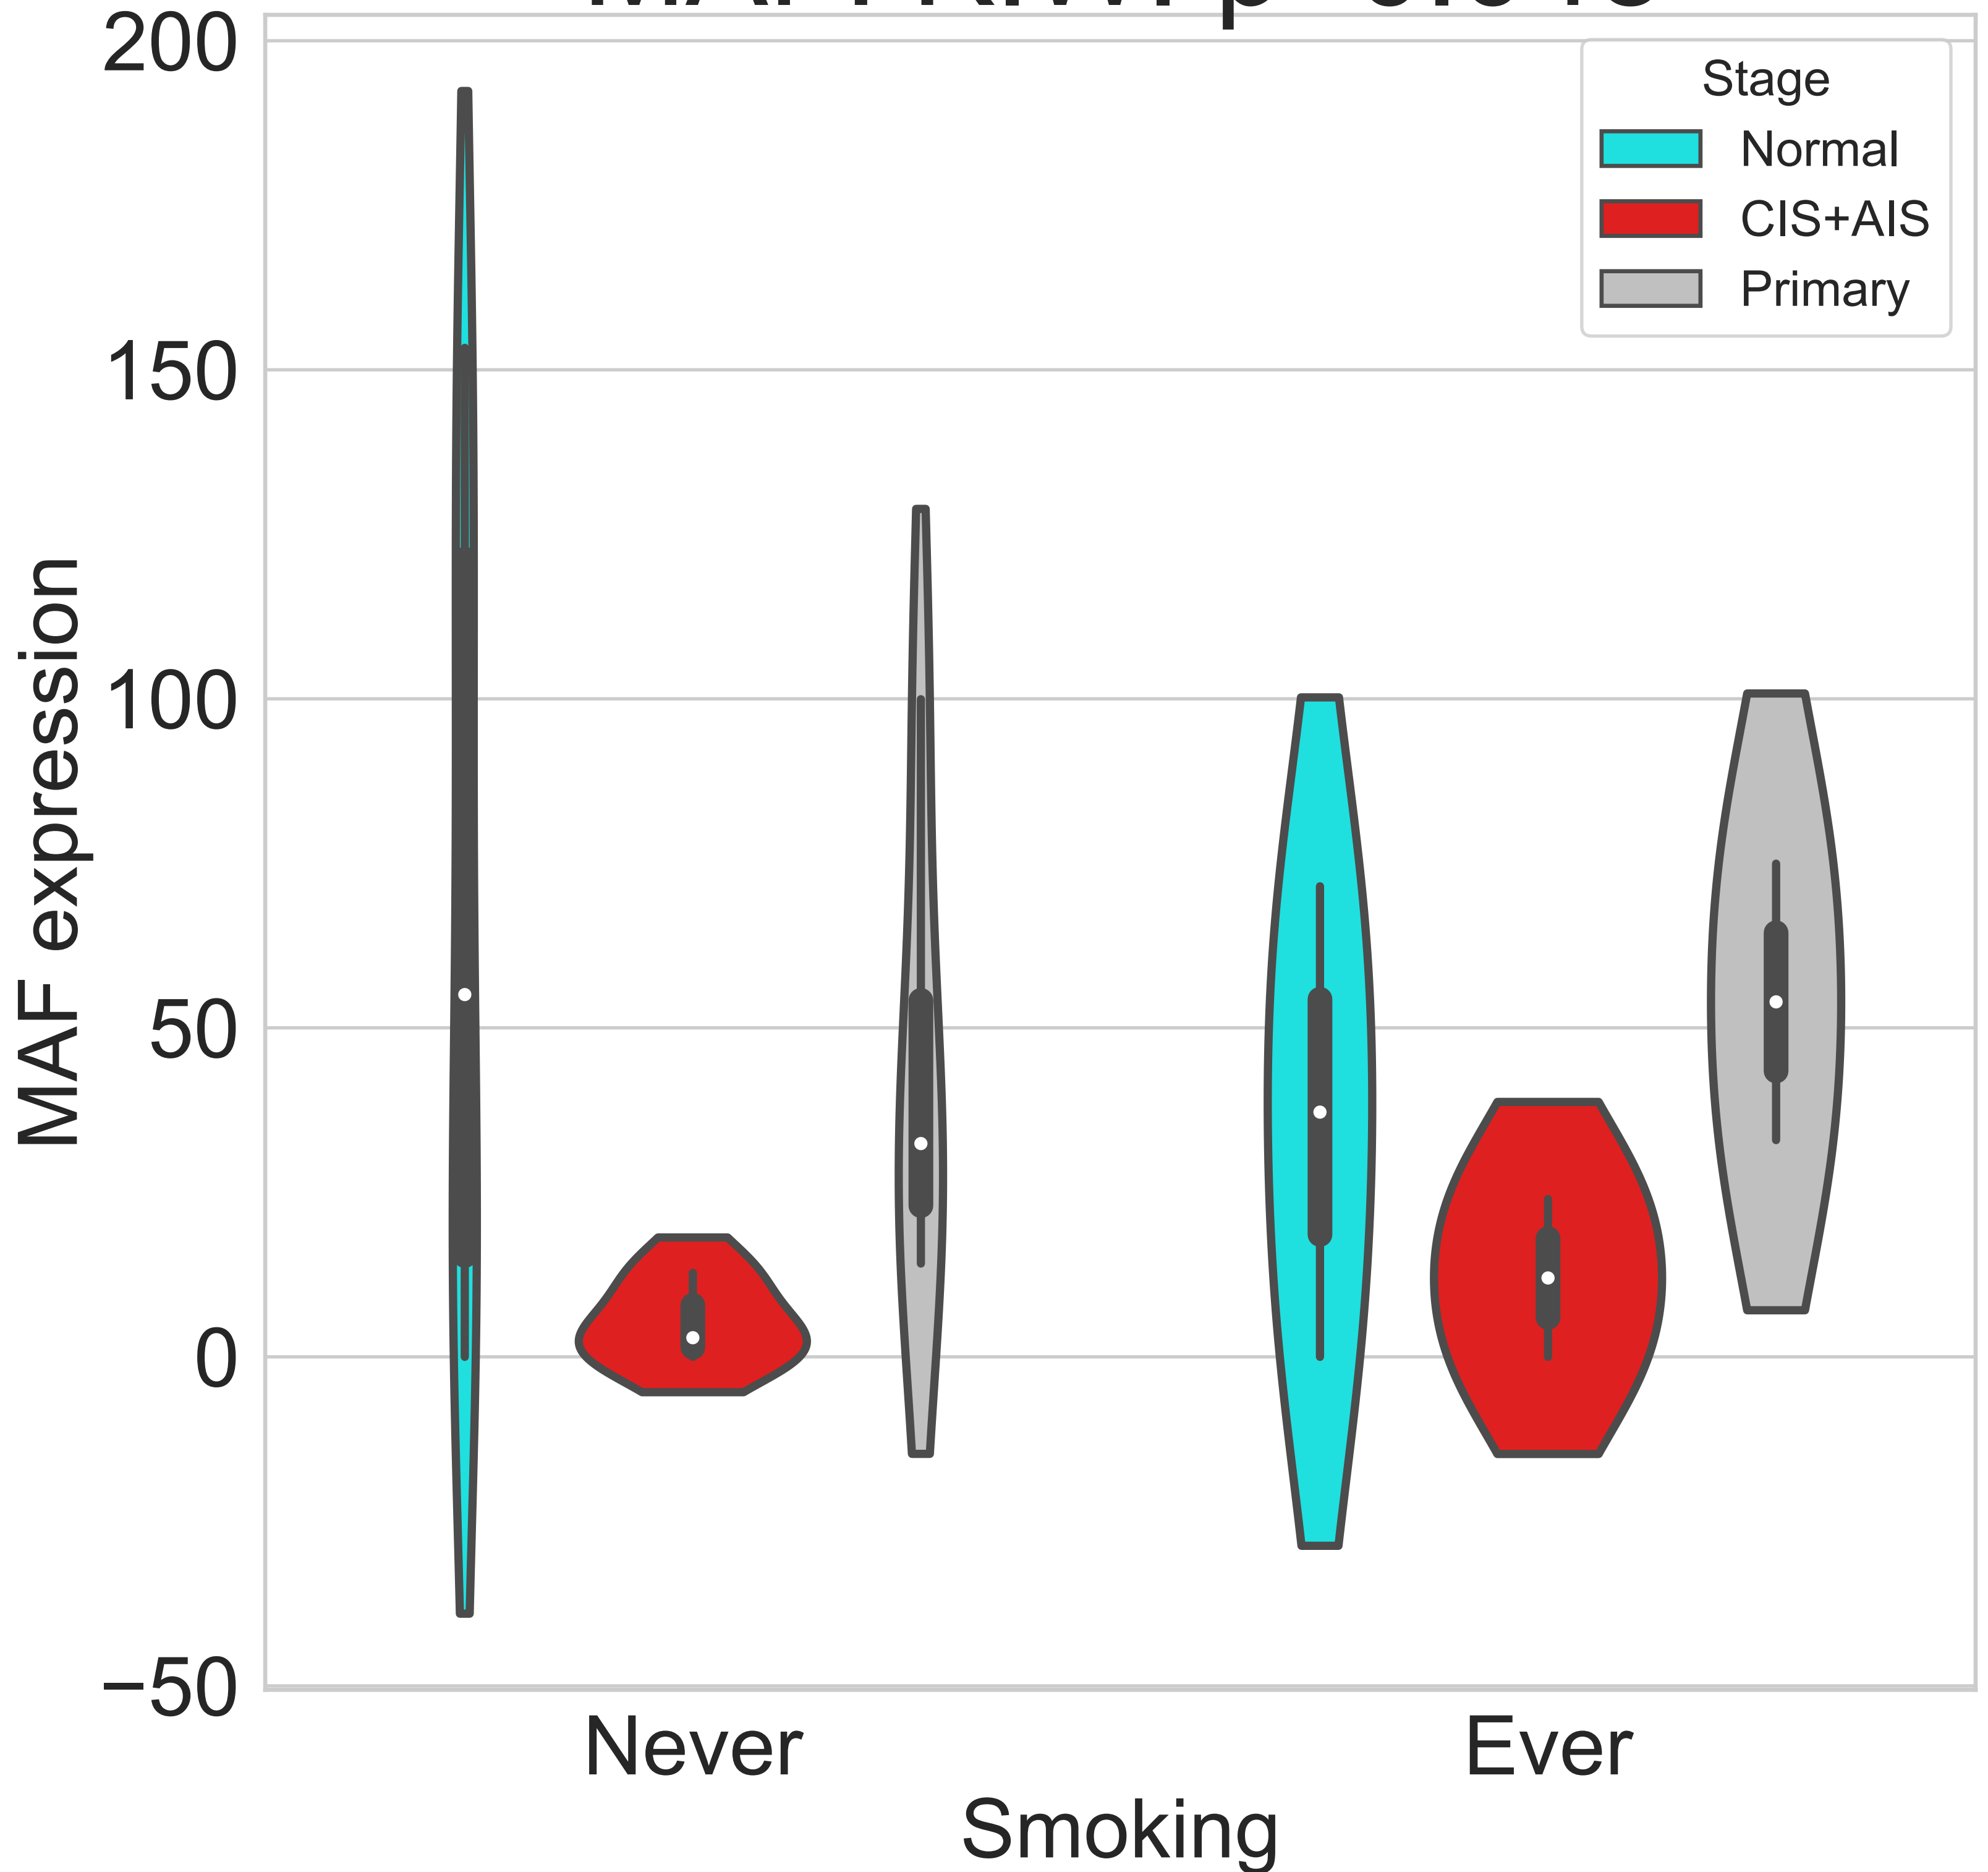 200
Stage
Normal
CIS+AIS
Primary
150
100
50
0
−50
MAF expression
Never Ever
Smoking